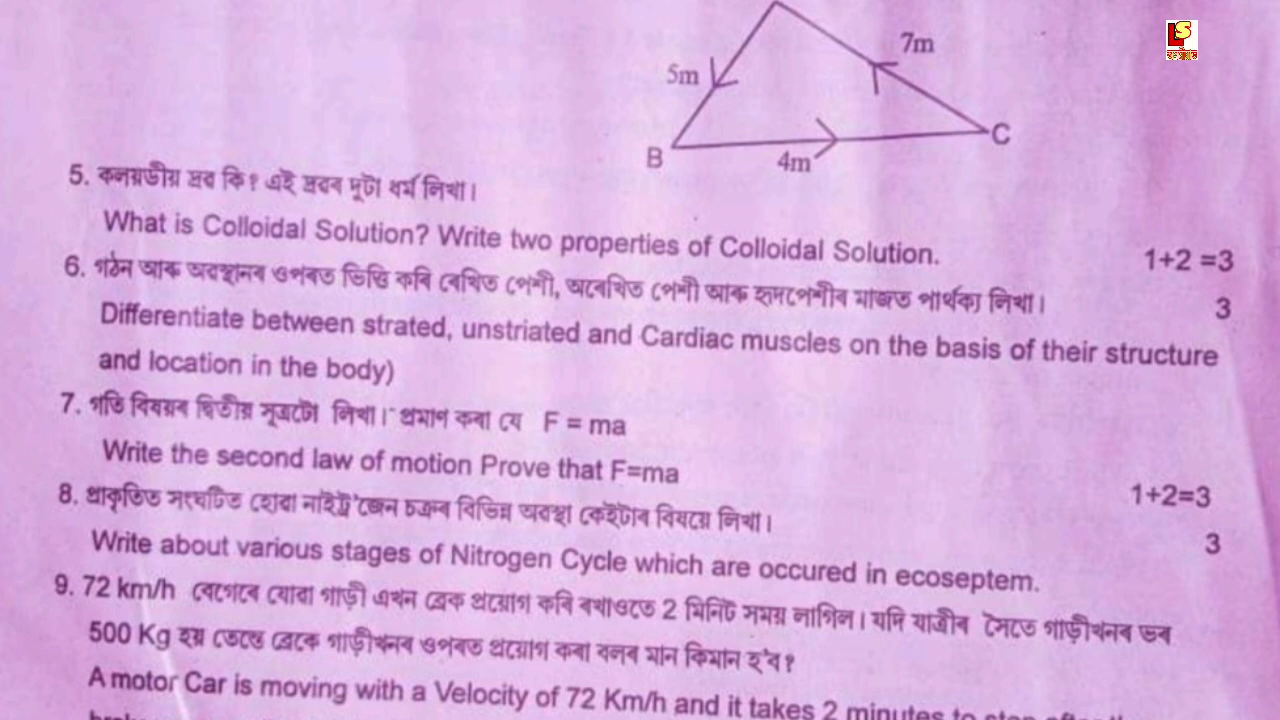 LS
7m
5m
B
4m
C
5. কলয়ডীয় দ্ৰৱ কি? এই দ্ৰৱৰ দুটা ধৰ্ম লিখা।
What is Colloidal Solution? Write two properties of Colloidal Solution.
1+2 =3
6. গঠন আৰু অৱস্থানৰ ওপৰত ভিত্তি কৰি ৰেখিত পেশী, অৰেখিত পেশী আৰু হৃদপেশীৰ মাজত পাৰ্থক্য লিখা।
3
Differentiate between strated, unstriated and Cardiac muscles on the basis of their structure
and location in the body)
7. গতি বিষয়ৰ দ্বিতীয় সূত্ৰটো লিখা। প্ৰমাণ কৰা যে F = ma
Write the second law of motion Prove that F=ma
1+2=3
8. প্ৰাকৃতিত সংঘটিত হোৱা নাইট্ৰ'জেন চক্ৰৰ বিভিন্ন অৱস্থা কেইটাৰ বিষয়ে লিখা।
3
Write about various stages of Nitrogen Cycle which are occured in ecoseptem.
9. 72 km/h বেগেৰে যোৱা গাড়ী এখন ব্ৰেক প্ৰয়োগ কৰি ৰখাওতে 2 মিনিট সময় লাগিল। যদি যাত্ৰীৰ সৈতে গাড়ীখনৰ ভৰ
500 Kg হয় তেন্তে ব্ৰেকে গাড়ীখনৰ ওপৰত প্ৰয়োগ কৰা বলৰ মান কিমান হ'ব?
A motor Car is moving with a Velocity of 72 Km/h and it takes 2 minutes to stop after